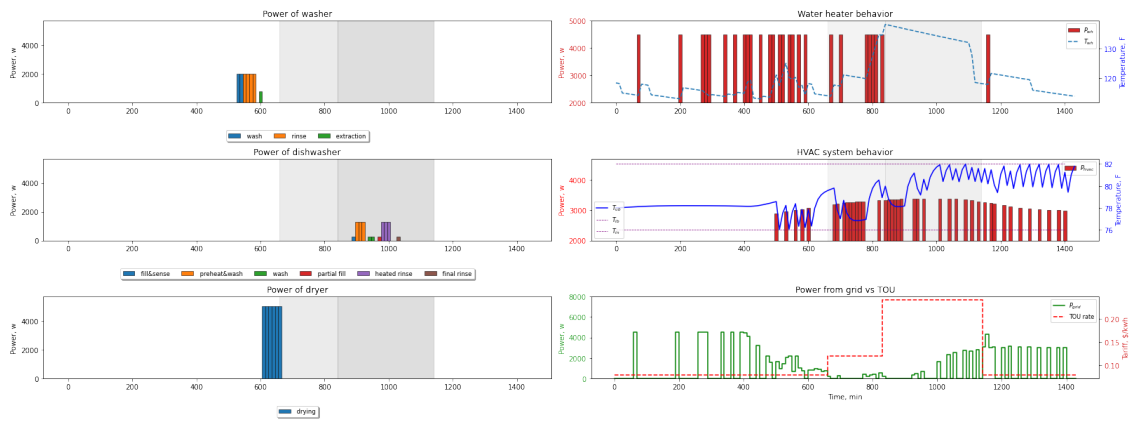 Power of washer
Power, w
4000
2000
0
0 200 400 600 800 1000 1200 1400
wash rinse extraction
Water heater behavior
Power, w
5000
4000
3000
2000
P_wh
T_wh
130
120
Temperature, F
0 200 400 600 800 1000 1200 1400
Power of dishwasher
Power, w
4000
2000
0
0 200 400 600 800 1000 1200 1400
fill&sense preheat&wash wash partial fill heated rinse final rinse
HVAC system behavior
Power, w
4000
3000
2000
P_hvac
82
80
78
76
Temperature, F
0 200 400 600 800 1000 1200 1400
Power of dryer
Power, w
4000
2000
0
0 200 400 600 800 1000 1200 1400
drying
Power from grid vs TOU
Power, w
8000
6000
4000
2000
0
P_grid
TOU rate
0.20
0.15
0.10
Tariff, $/kwh
0 200 400 600 800 1000 1200 1400
Time, min